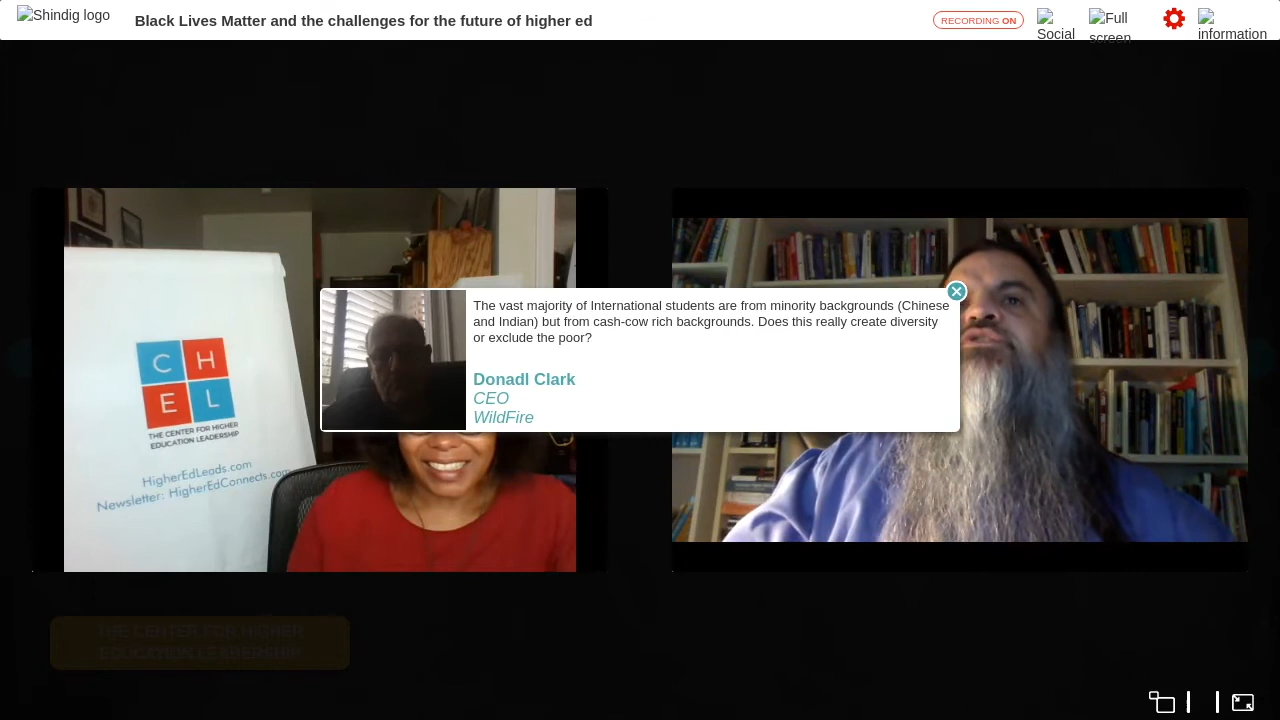 Shindig logo
Black Lives Matter and the challenges for the future of higher ed
RECORDING ON
Social
Full
screen
information
The vast majority of International students are from minority backgrounds (Chinese
and Indian) but from cash-cow rich backgrounds. Does this really create diversity
or exclude the poor?
Donadl Clark
CEO
WildFire
C H
E L
THE CENTER FOR HIGHER
EDUCATION LEADERSHIP
HigherEdLeads.com
Newsletter: HigherEdConnects.com
THE CENTER FOR HIGHER
EDUCATION LEADERSHIP